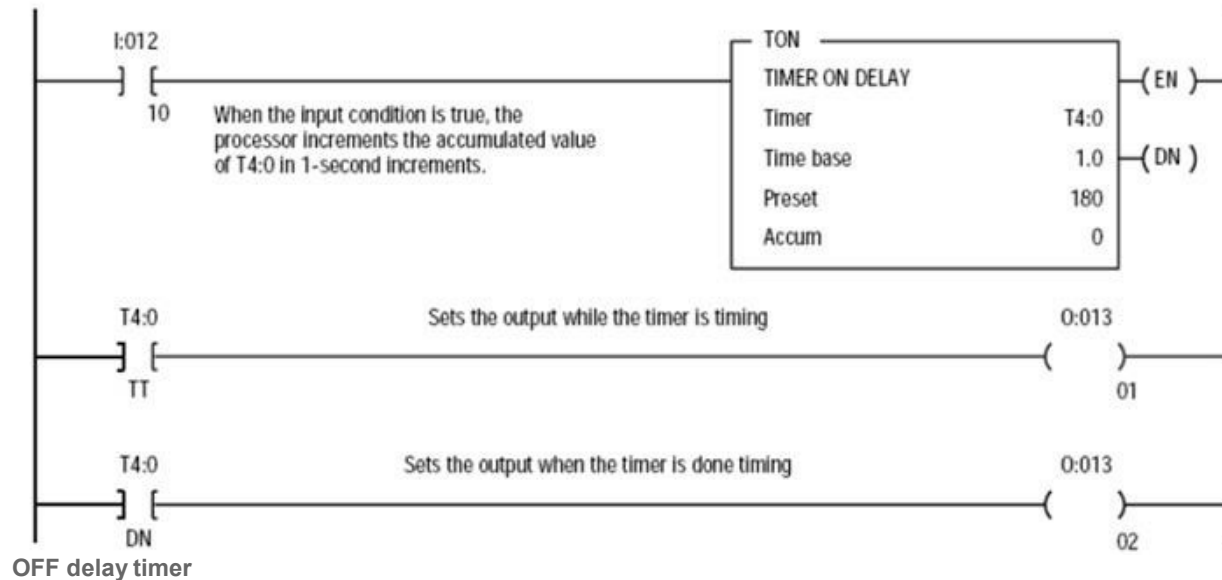 I:012
10
When the input condition is true, the
processor increments the accumulated value
of T4:0 in 1-second increments.
TON
TIMER ON DELAY
Timer T4:0
Time base 1.0
Preset 180
Accum 0
EN
DN
T4:0
TT
Sets the output while the timer is timing
O:013
01
T4:0
DN
Sets the output when the timer is done timing
O:013
02
OFF delay timer